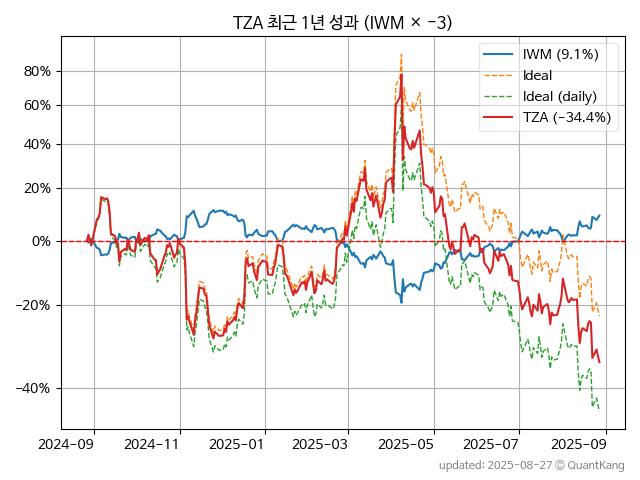 TZA 최근 1년 성과 (IWM × −3)
IWM (9.1%)
Ideal
Ideal (daily)
TZA (−34.4%)
80%
60%
40%
20%
0%
−20%
−40%
2024-09 2024-11 2025-01 2025-03 2025-05 2025-07 2025-09
updated: 2025-08-27 © QuantKang